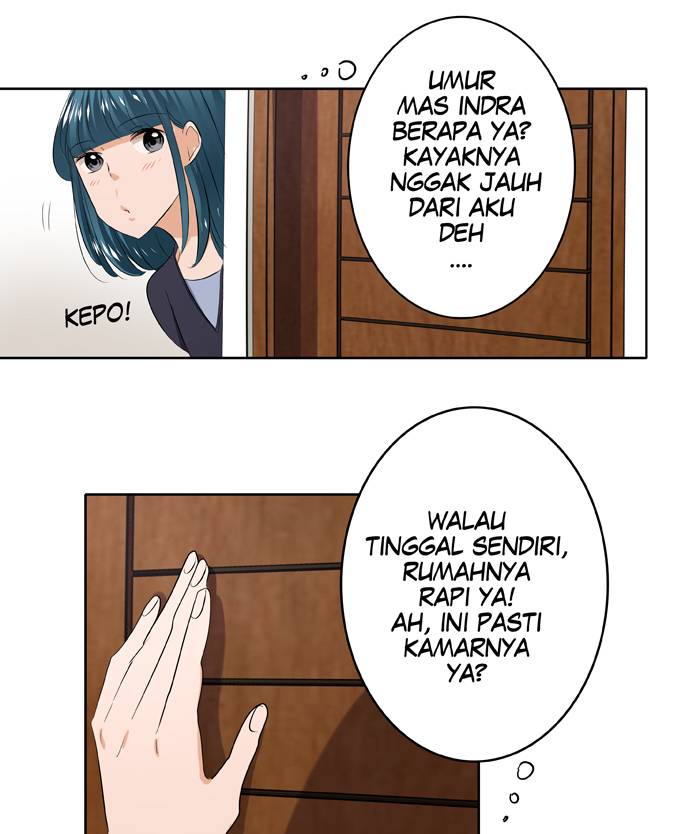 UMUR
MAS INDRA
BERAPA YA?
KAYAKNYA
NGGAK JAUH
DARI AKU
DEH
....
KEPO!
WALAU
TINGGAL SENDIRI,
RUMAHNYA
RAPI YA!
AH, INI PASTI
KAMARNYA
YA?